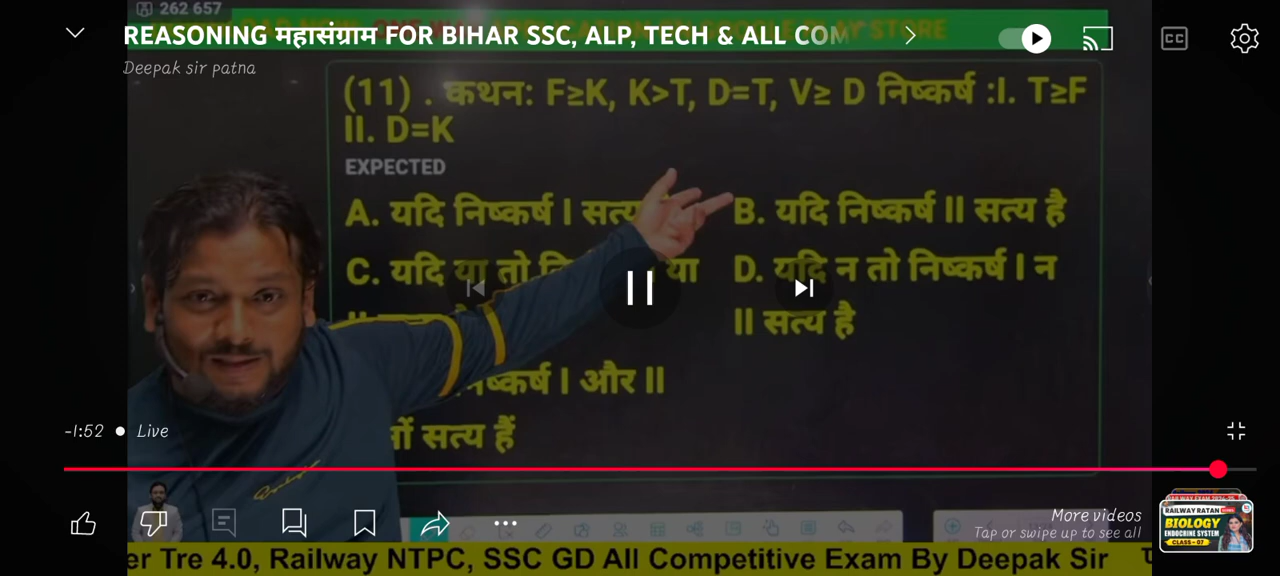 262 657
REASONING महासंग्राम FOR BIHAR SSC, ALP, TECH & ALL COM
STORE
Deepak sir patna
CC
(11) . कथन: F≥K, K>T, D=T, V≥ D निष्कर्ष :I. T≥F
II. D=K
EXPECTED
A. यदि निष्कर्ष I सत्य
B. यदि निष्कर्ष II सत्य है
C. यदि या तो या
D. यदि न तो निष्कर्ष I न
II सत्य है
निष्कर्ष I और II
सत्य हैं
-1:52 • Live
More videos
Tap or swipe up to see all
RAILWAY RATAN
BIOLOGY
ENDOCRINE SYSTEM
CLASS - 07
er Tre 4.0, Railway NTPC, SSC GD All Competitive Exam By Deepak Sir